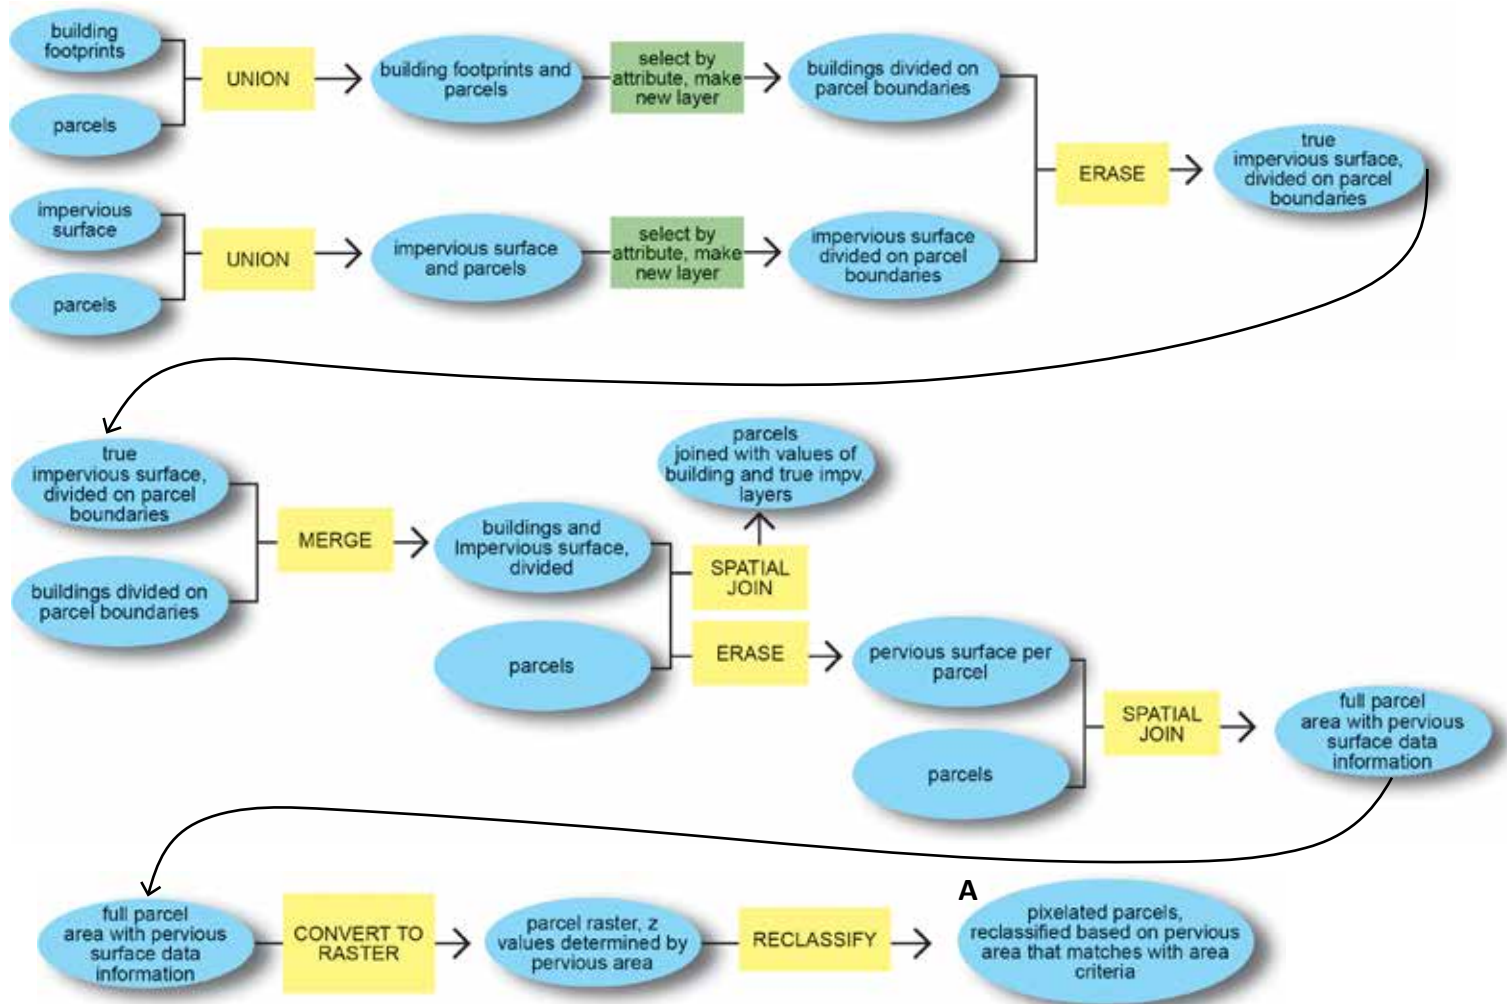 building
footprints
parcels
UNION
building footprints and
parcels
select by
attribute, make
new layer
buildings divided on
parcel boundaries
impervious
surface
parcels
UNION
impervious surface
and parcels
select by
attribute, make
new layer
impervious surface
divided on parcel
boundaries
ERASE
true
impervious surface,
divided on parcel
boundaries
true
impervious surface,
divided on parcel
boundaries
buildings divided on
parcel boundaries
MERGE
buildings and
Impervious surface,
divided
parcels
SPATIAL
JOIN
parcels
joined with values of
building and true impv.
layers
ERASE
pervious surface per
parcel
parcels
SPATIAL
JOIN
full parcel
area with pervious
surface data
information
full parcel
area with pervious
surface data
information
CONVERT TO
RASTER
parcel raster, z
values determined by
pervious area
RECLASSIFY
A
pixelated parcels,
reclassified based on pervious
area that matches with area
criteria